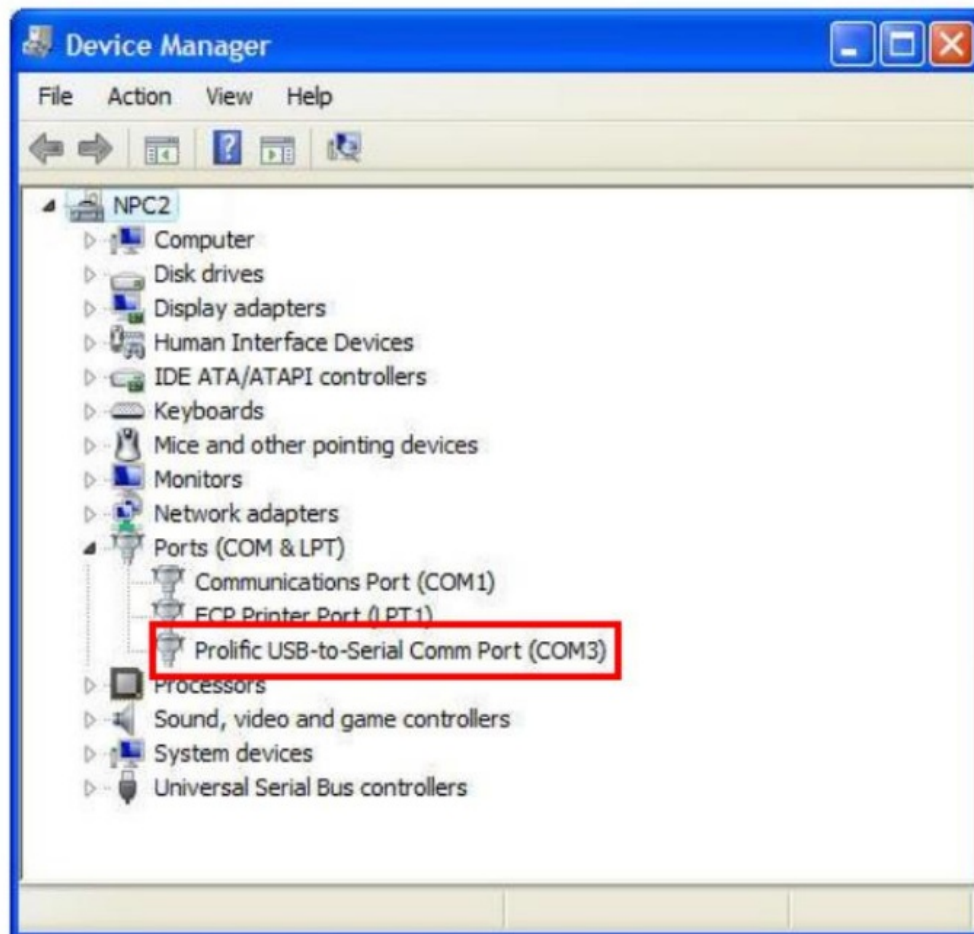 Device Manager
File Action View Help
NPC2
Computer
Disk drives
Display adapters
Human Interface Devices
IDE ATA/ATAPI controllers
Keyboards
Mice and other pointing devices
Monitors
Network adapters
Ports (COM & LPT)
Communications Port (COM1)
ECP Printer Port (LPT1)
Prolific USB-to-Serial Comm Port (COM3)
Processors
Sound, video and game controllers
System devices
Universal Serial Bus controllers